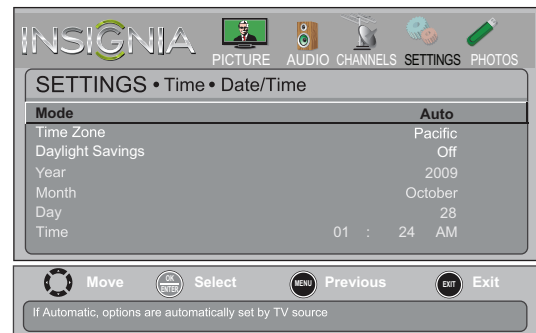 INSIGNIA
PICTURE AUDIO CHANNELS SETTINGS PHOTOS
SETTINGS • Time • Date/Time
Mode Auto
Time Zone Pacific
Daylight Savings Off
Year 2009
Month October
Day 28
Time 01 : 24 AM
Move OK ENTER Select MENU Previous EXIT Exit
If Automatic, options are automatically set by TV source